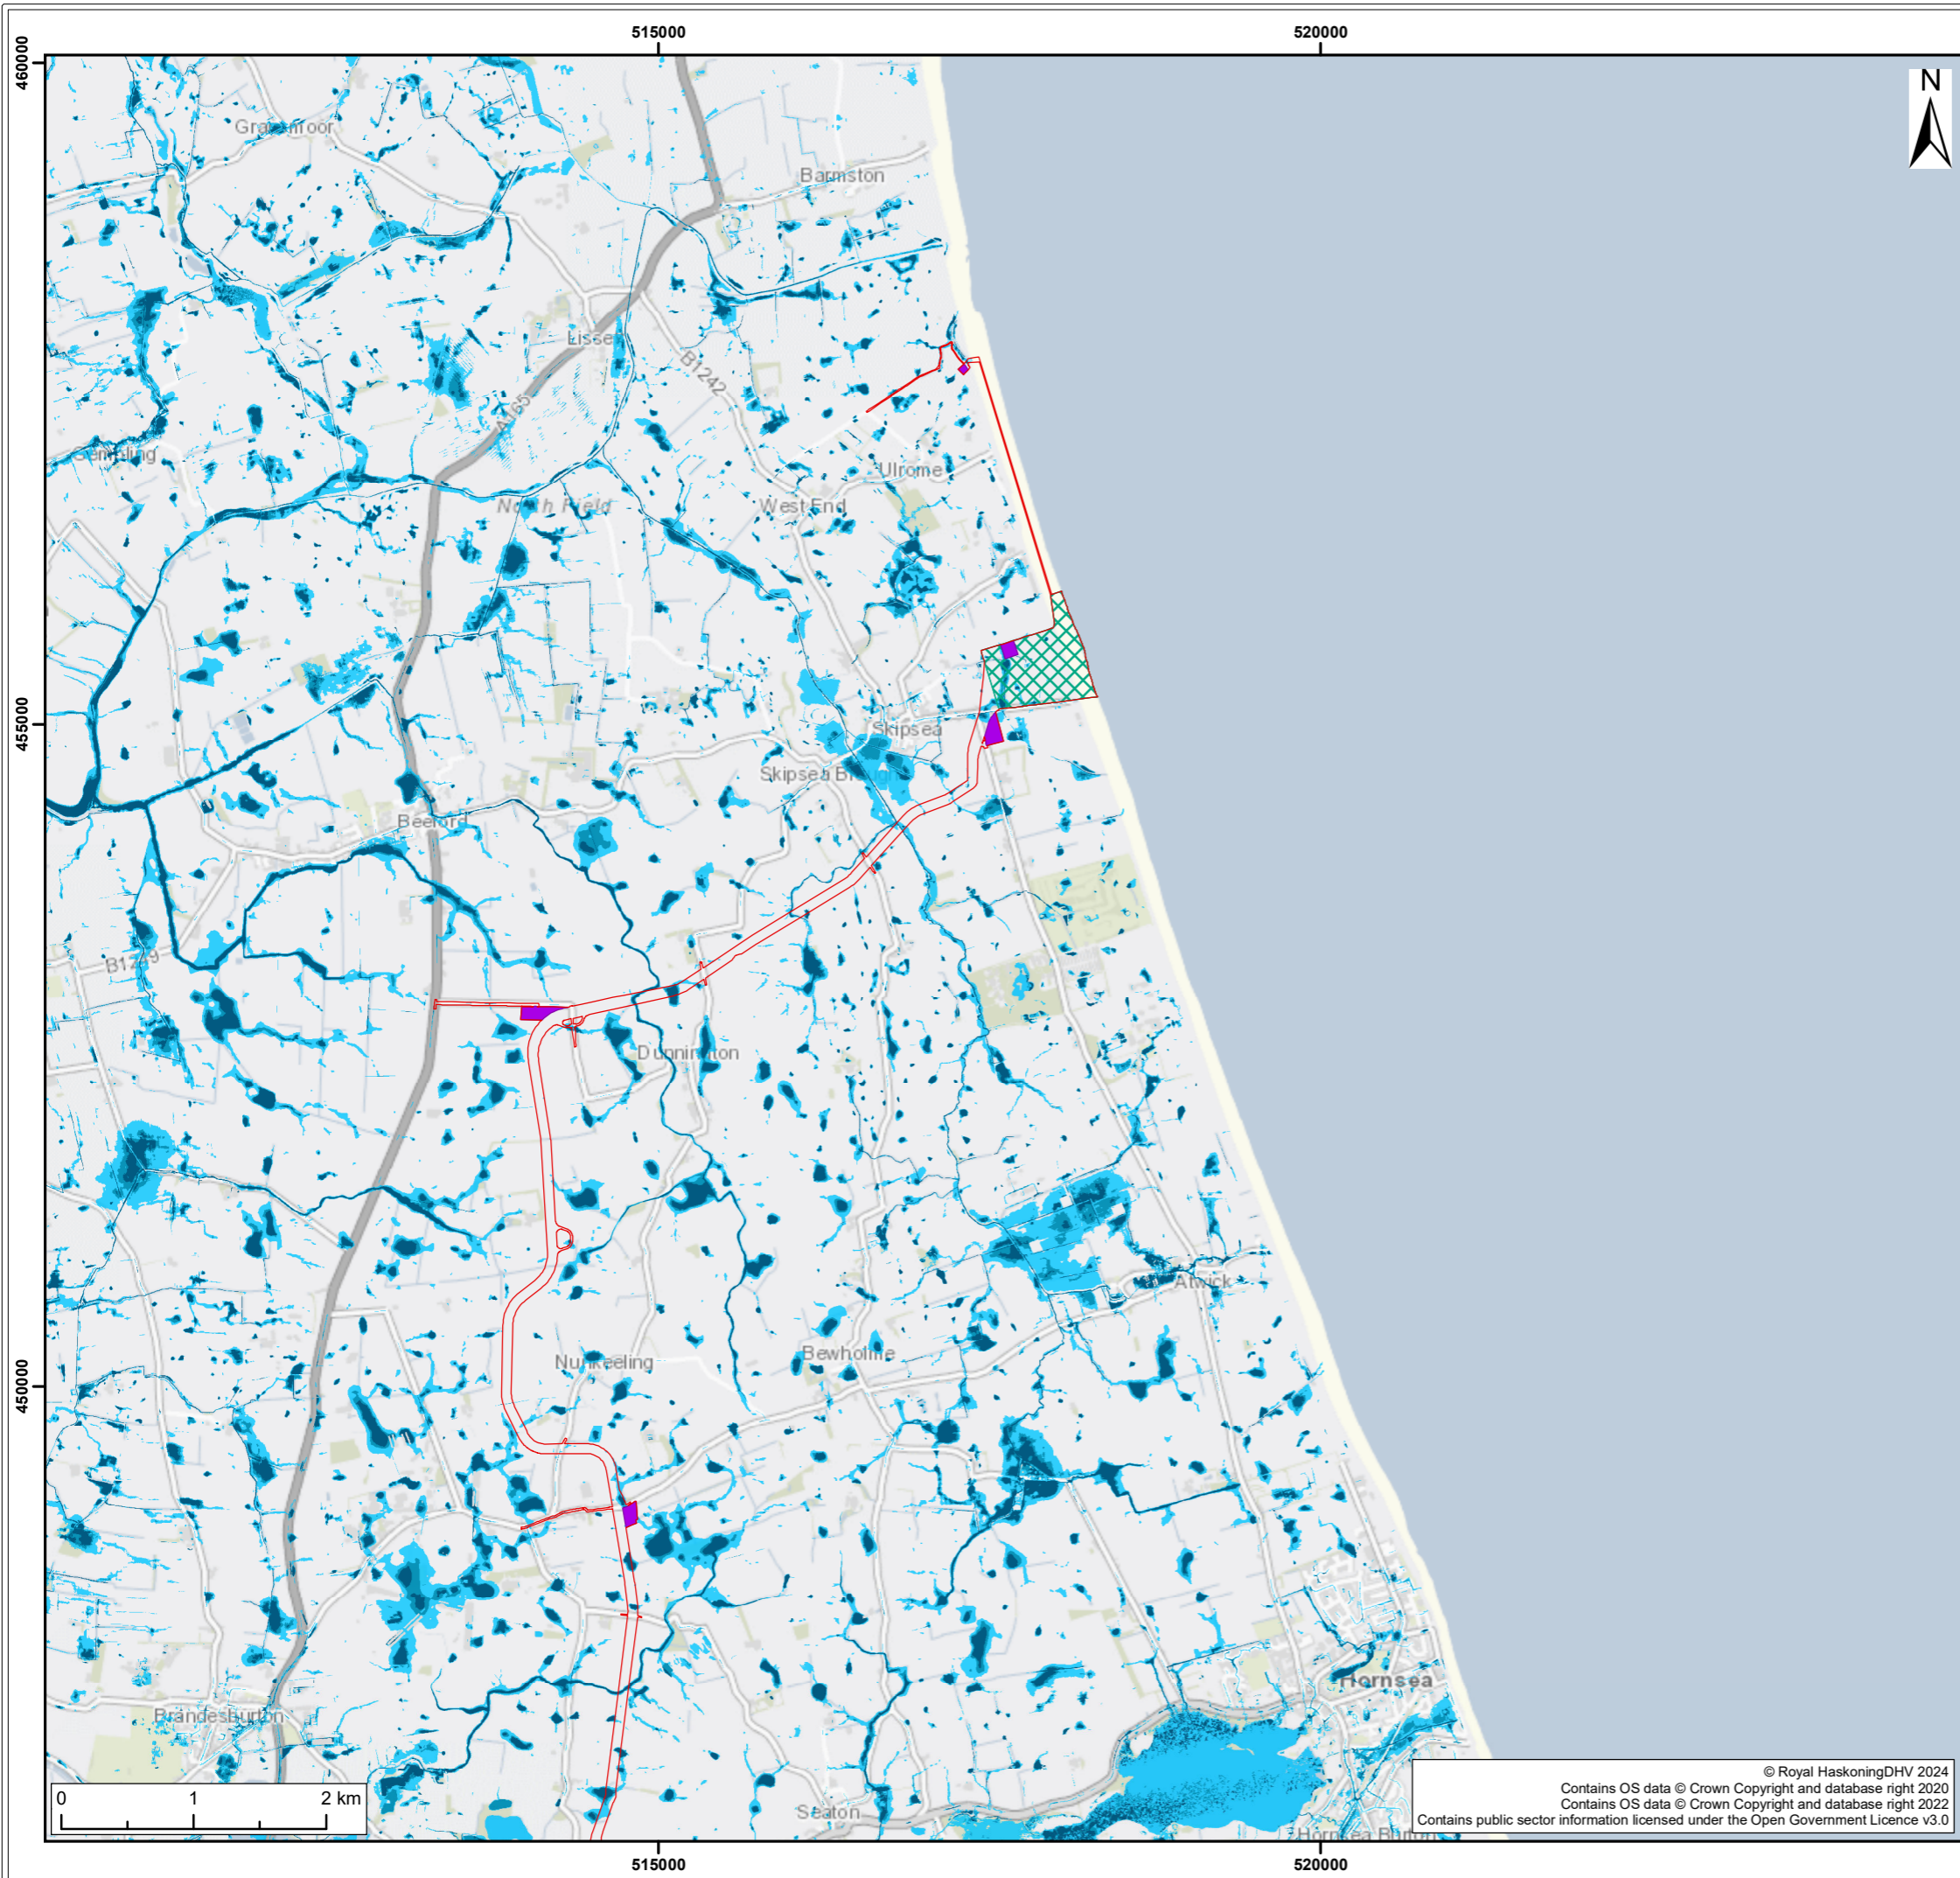 515000
520000
460000
N
Barmston
B1242
A165
Ulrome
North Field
West End
455000
Skipsea
Skipsea Brough
Beeford
B1249
Dunnington
Atwick
Nunkeeling
Bewholme
450000
Hornsea
Brandesburton
Seaton
Hornsea Burton
0 1 2 km
© Royal HaskoningDHV 2024
Contains OS data © Crown Copyright and database right 2020
Contains OS data © Crown Copyright and database right 2022
Contains public sector information licensed under the Open Government Licence v3.0
515000
520000